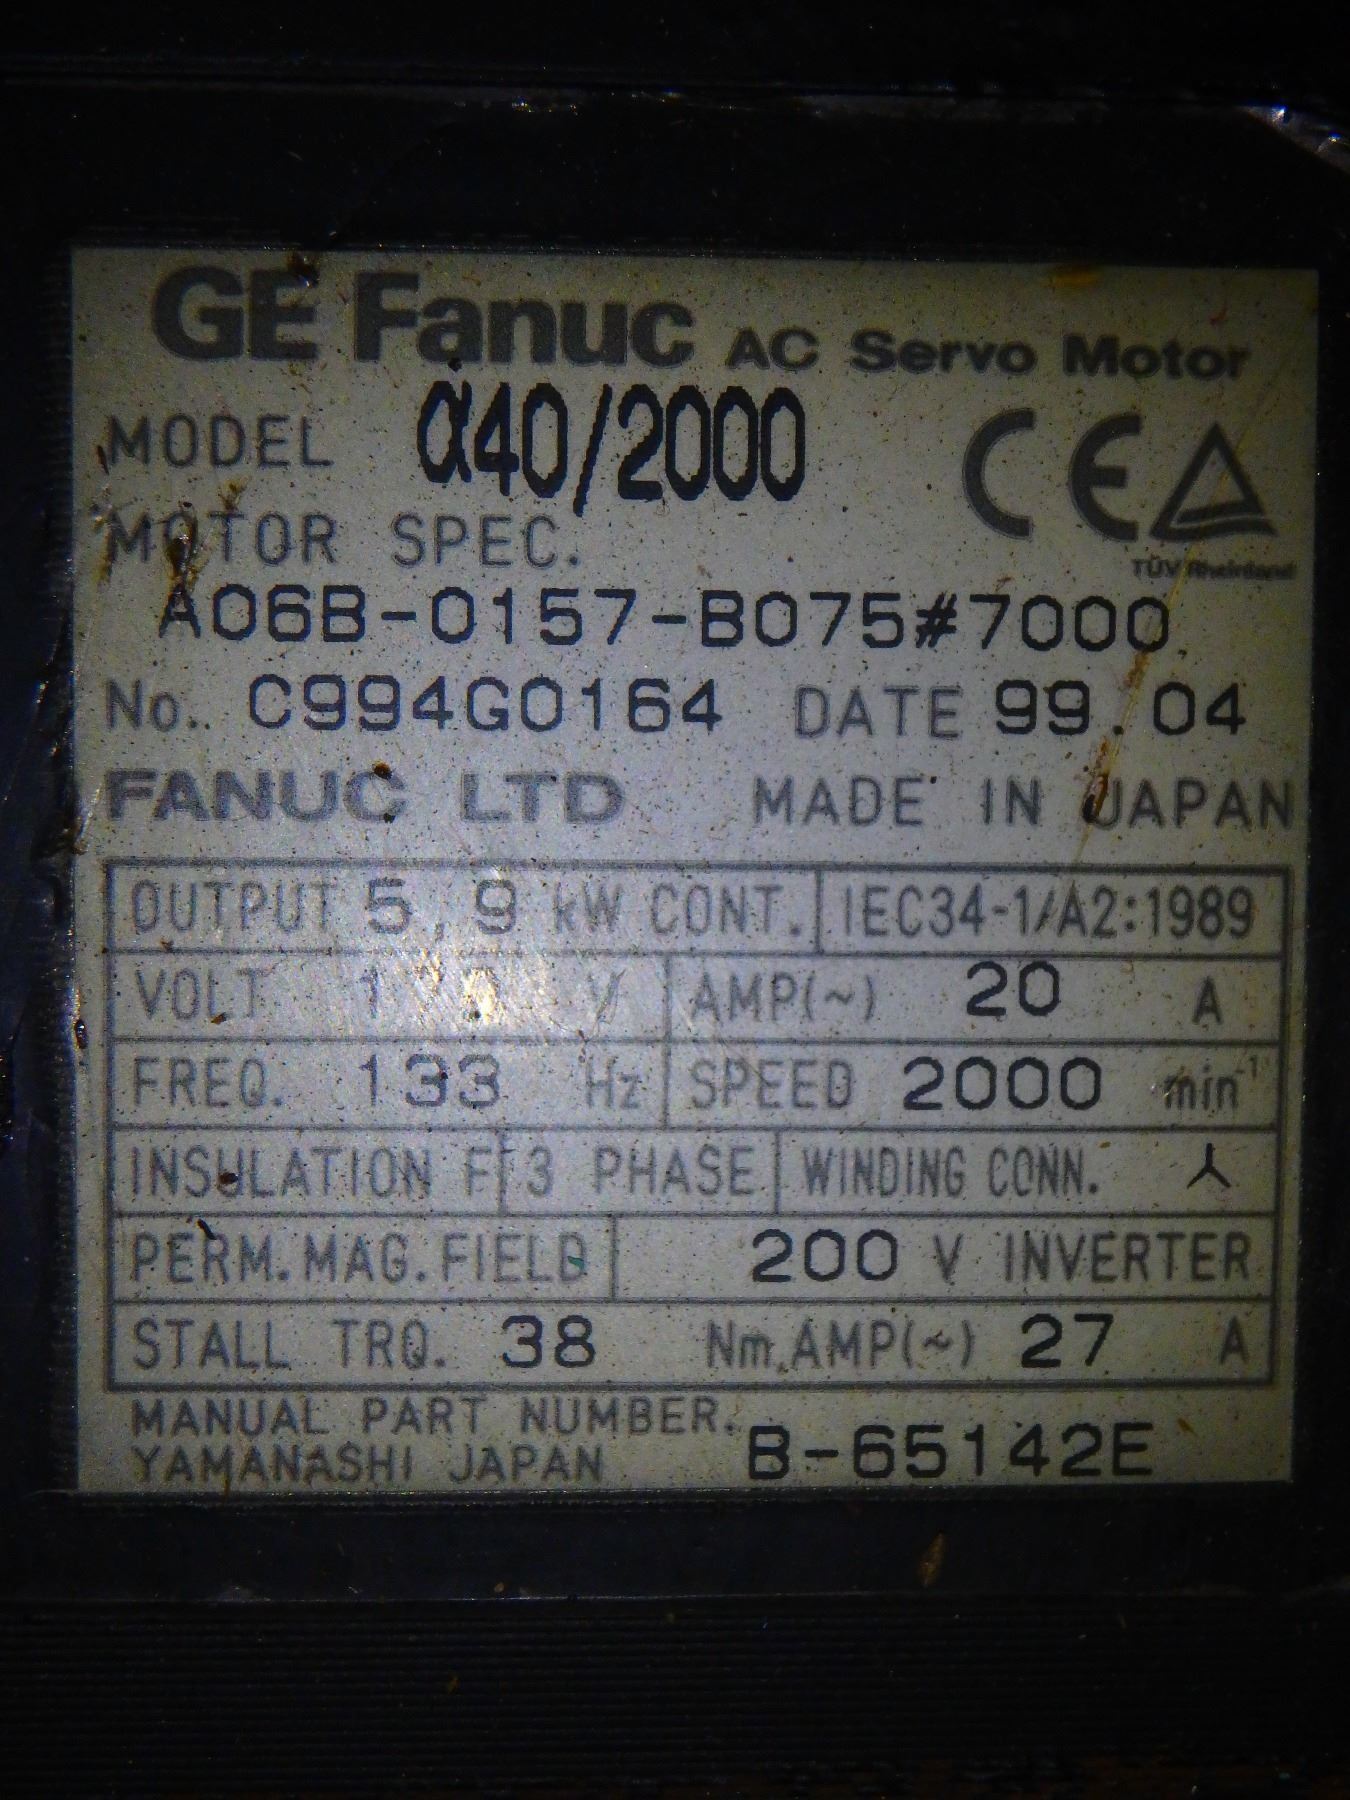 GE Fanuc AC Servo Motor
MODEL α40/2000 CE
MOTOR SPEC.
TÜV Rheinland
A06B-0157-B075#7000
No. C994G0164 DATE 99.04
FANUC LTD MADE IN JAPAN
OUTPUT 5,9 kW CONT. IEC34-1/A2:1989
VOLT V AMP(~) 20 A
FREQ. 133 Hz SPEED 2000 min-1
INSULATION F 3 PHASE WINDING CONN.
PERM.MAG.FIELD 200 V INVERTER
STALL TRQ. 38 Nm.AMP(~) 27 A
MANUAL PART NUMBER. B-65142E
YAMANASHI JAPAN